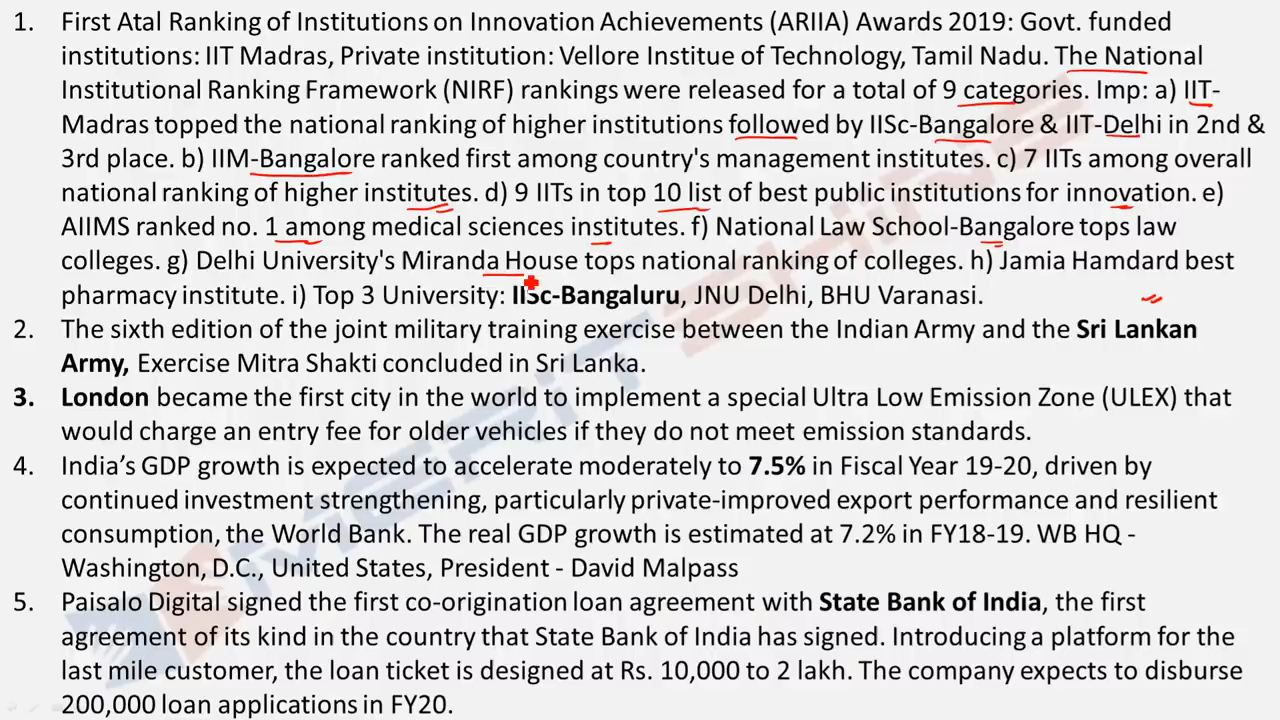 1. First Atal Ranking of Institutions on Innovation Achievements (ARIIA) Awards 2019: Govt. funded
institutions: IIT Madras, Private institution: Vellore Institue of Technology, Tamil Nadu. The National
Institutional Ranking Framework (NIRF) rankings were released for a total of 9 categories. Imp: a) IIT-
Madras topped the national ranking of higher institutions followed by IISc-Bangalore & IIT-Delhi in 2nd &
3rd place. b) IIM-Bangalore ranked first among country's management institutes. c) 7 IITs among overall
national ranking of higher institutes. d) 9 IITs in top 10 list of best public institutions for innovation. e)
AIIMS ranked no. 1 among medical sciences institutes. f) National Law School-Bangalore tops law
colleges. g) Delhi University's Miranda House tops national ranking of colleges. h) Jamia Hamdard best
pharmacy institute. i) Top 3 University: IISc-Bangaluru, JNU Delhi, BHU Varanasi.
2. The sixth edition of the joint military training exercise between the Indian Army and the Sri Lankan
Army, Exercise Mitra Shakti concluded in Sri Lanka.
3. London became the first city in the world to implement a special Ultra Low Emission Zone (ULEX) that
would charge an entry fee for older vehicles if they do not meet emission standards.
4. India’s GDP growth is expected to accelerate moderately to 7.5% in Fiscal Year 19-20, driven by
continued investment strengthening, particularly private-improved export performance and resilient
consumption, the World Bank. The real GDP growth is estimated at 7.2% in FY18-19. WB HQ -
Washington, D.C., United States, President - David Malpass
5. Paisalo Digital signed the first co-origination loan agreement with State Bank of India, the first
agreement of its kind in the country that State Bank of India has signed. Introducing a platform for the
last mile customer, the loan ticket is designed at Rs. 10,000 to 2 lakh. The company expects to disburse
200,000 loan applications in FY20.
MERITSHINE